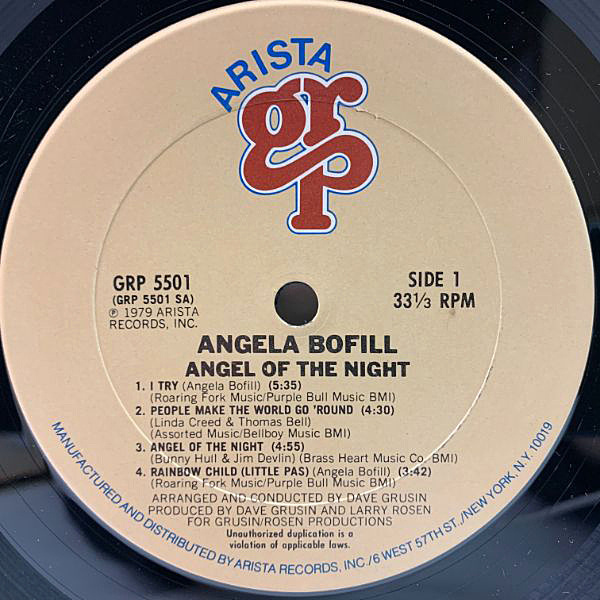 ARISTA
grp
GRP 5501
(GRP 5501 SA)
℗ 1979 ARISTA
RECORDS, INC.
SIDE 1
33⅓ RPM
ANGELA BOFILL
ANGEL OF THE NIGHT
1. I TRY (Angela Bofill) (5:35)
(Roaring Fork Music/Purple Bull Music BMI)
2. PEOPLE MAKE THE WORLD GO 'ROUND (4:30)
(Linda Creed & Thomas Bell)
(Assorted Music/Bellboy Music BMI)
3. ANGEL OF THE NIGHT (4:55)
(Bunny Hull & Jim Devlin) (Brass Heart Music Co. BMI)
4. RAINBOW CHILD (LITTLE PAS) (Angela Bofill) (3:42)
(Roaring Fork Music/Purple Bull Music BMI)
ARRANGED AND CONDUCTED BY DAVE GRUSIN
PRODUCED BY DAVE GRUSIN AND LARRY ROSEN
FOR GRUSIN/ROSEN PRODUCTIONS
Unauthorized duplication is a
violation of applicable laws.
MANUFACTURED AND DISTRIBUTED BY ARISTA RECORDS, INC./6 WEST 57TH ST./NEW YORK, N.Y. 10019